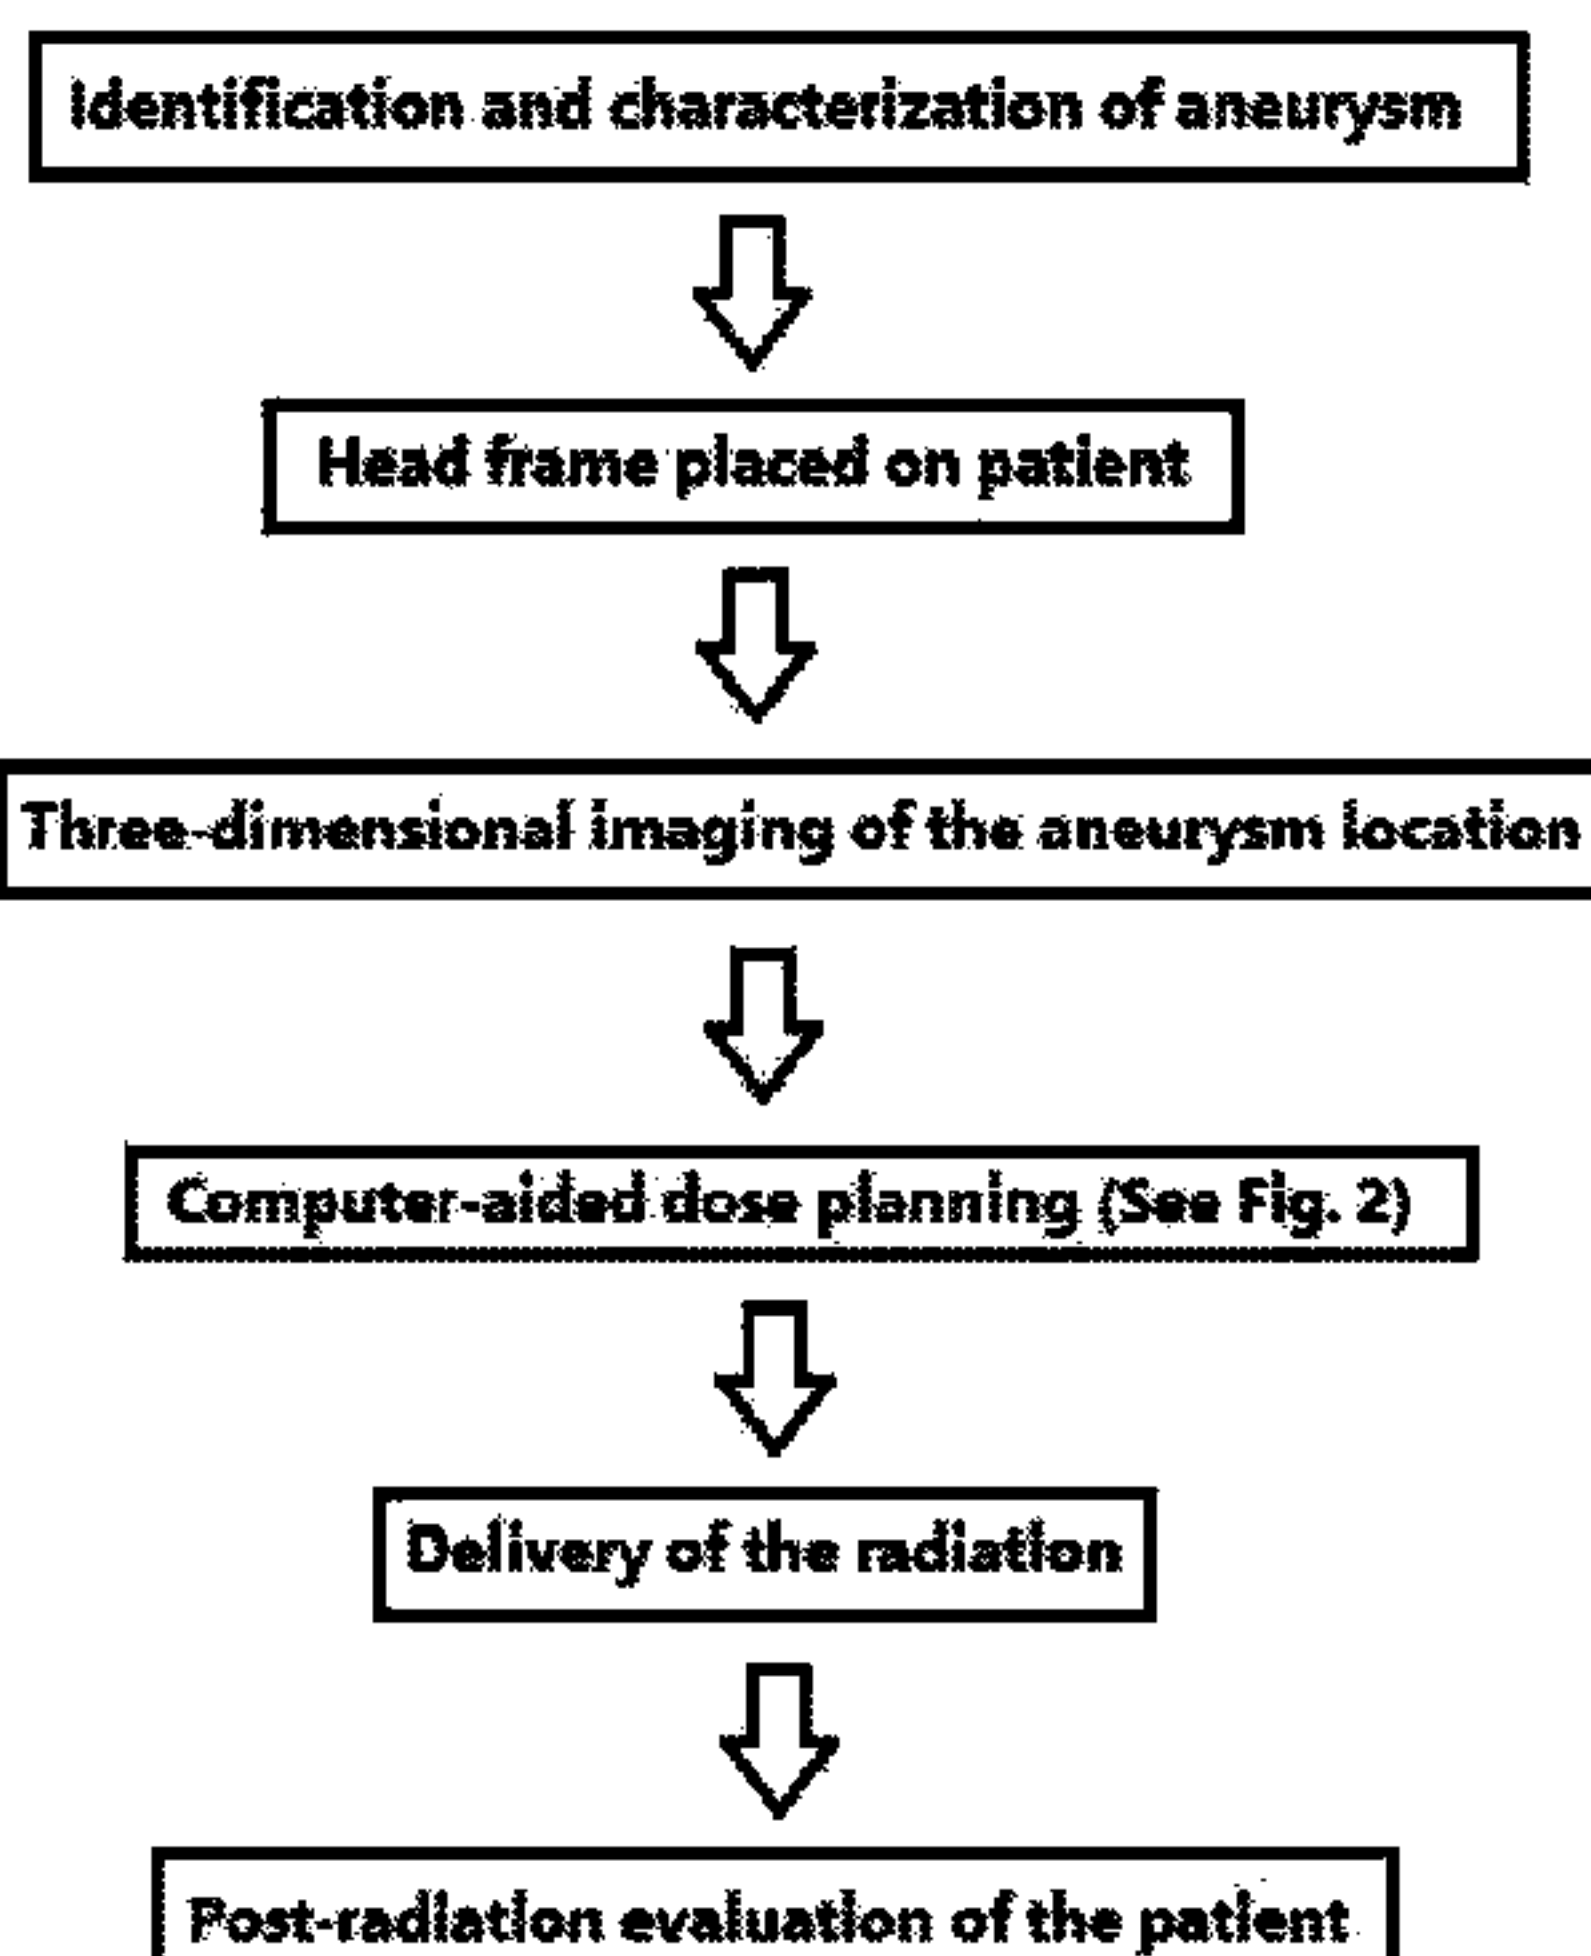 Identification and characterization of aneurysm
Head frame placed on patient
Three-dimensional imaging of the aneurysm location
Computer-aided dose planning (See Fig. 2)
Delivery of the radiation
Post-radiation evaluation of the patient